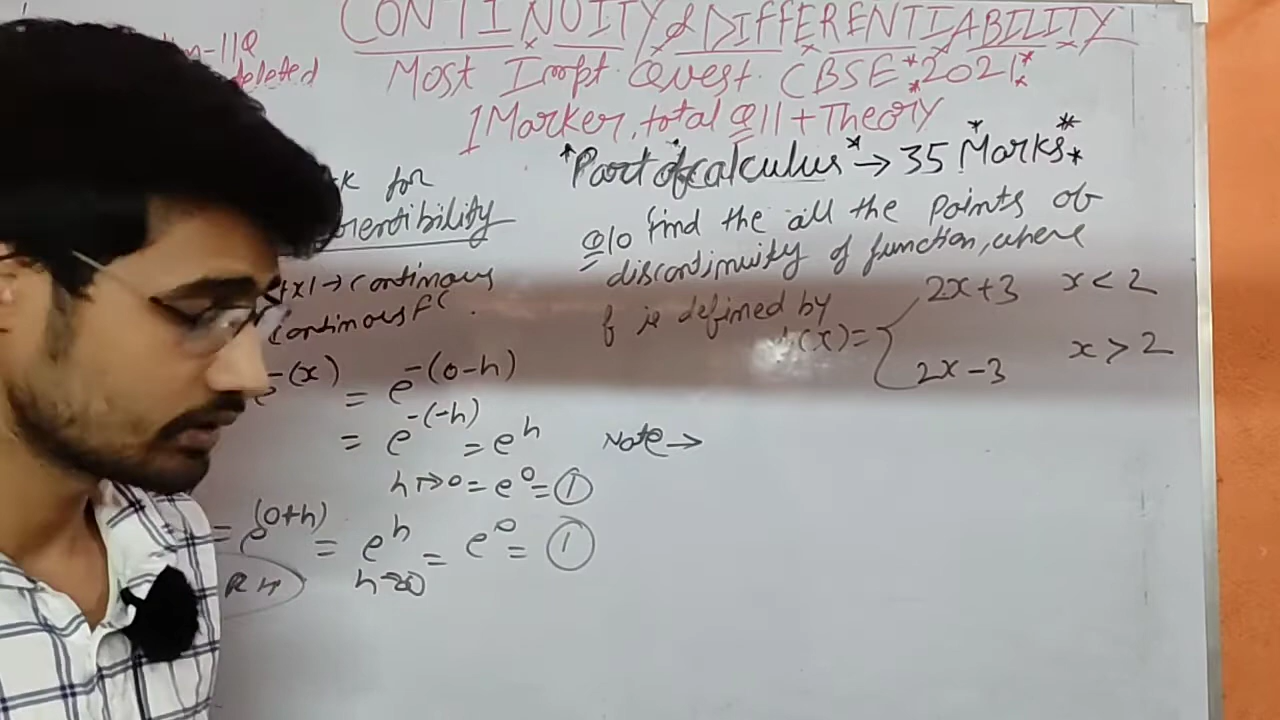 CONTINUITY & DIFFERENTIABILITY
Most Impt. Quest. CBSE 2021
deleted
1 Marker, total Q 11 + Theory
*Part of calculus* → 35 Marks*
for
Q10 find the all the points of
discontinuity of function, where
f is defined by
(x) = { 2x+3 x < 2
2x-3 x > 2
|x| → continous
continous
-(x) = e^-(0-h)
= e^-(-h) = e^h
h→0 = e^0 = 1
Note →
= e^(0+h) = e^h = e^0 = 1
h→0